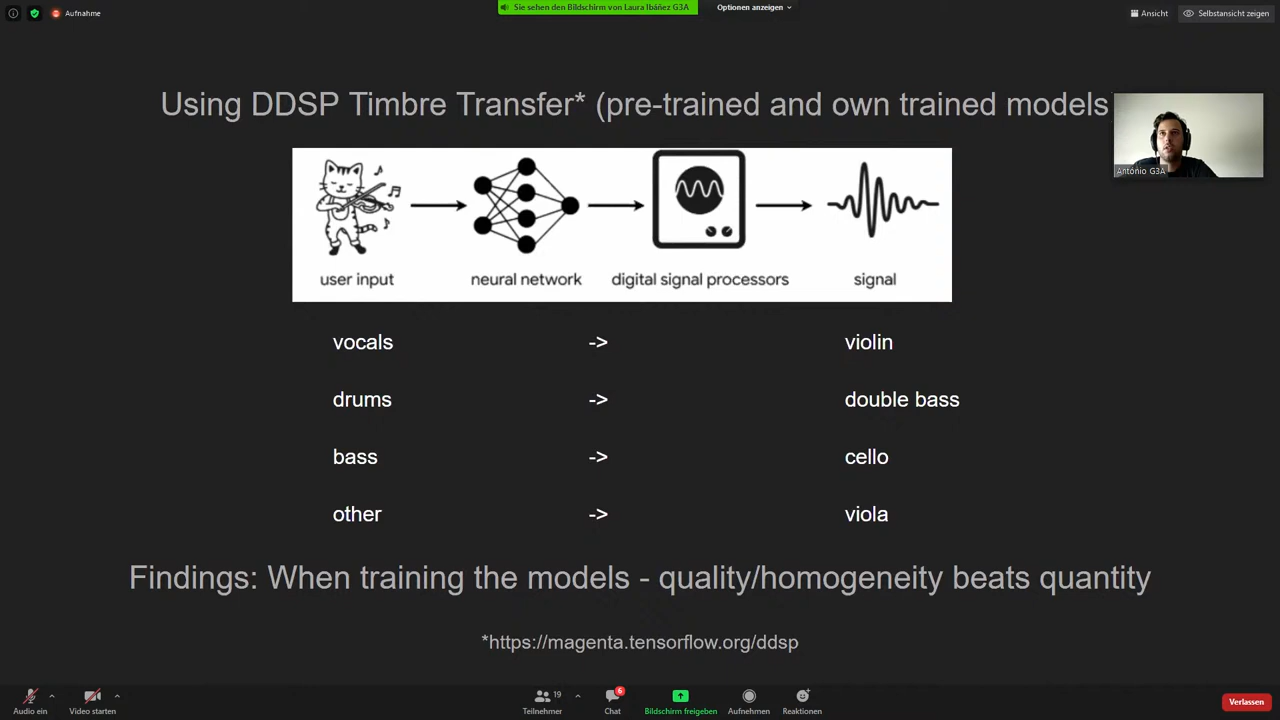 Aufnahme
Sie sehen den Bildschirm von Laura Ibáñez G3A
Optionen anzeigen
Ansicht
Selbstansicht zeigen
Using DDSP Timbre Transfer* (pre-trained and own trained models
António G3A
user input
neural network
digital signal processors
signal
vocals -> violin
drums -> double bass
bass -> cello
other -> viola
Findings: When training the models - quality/homogeneity beats quantity
*https://magenta.tensorflow.org/ddsp
Audio ein
Video starten
19
Teilnehmer
6
Chat
Bildschirm freigeben
Aufnehmen
Reaktionen
Verlassen